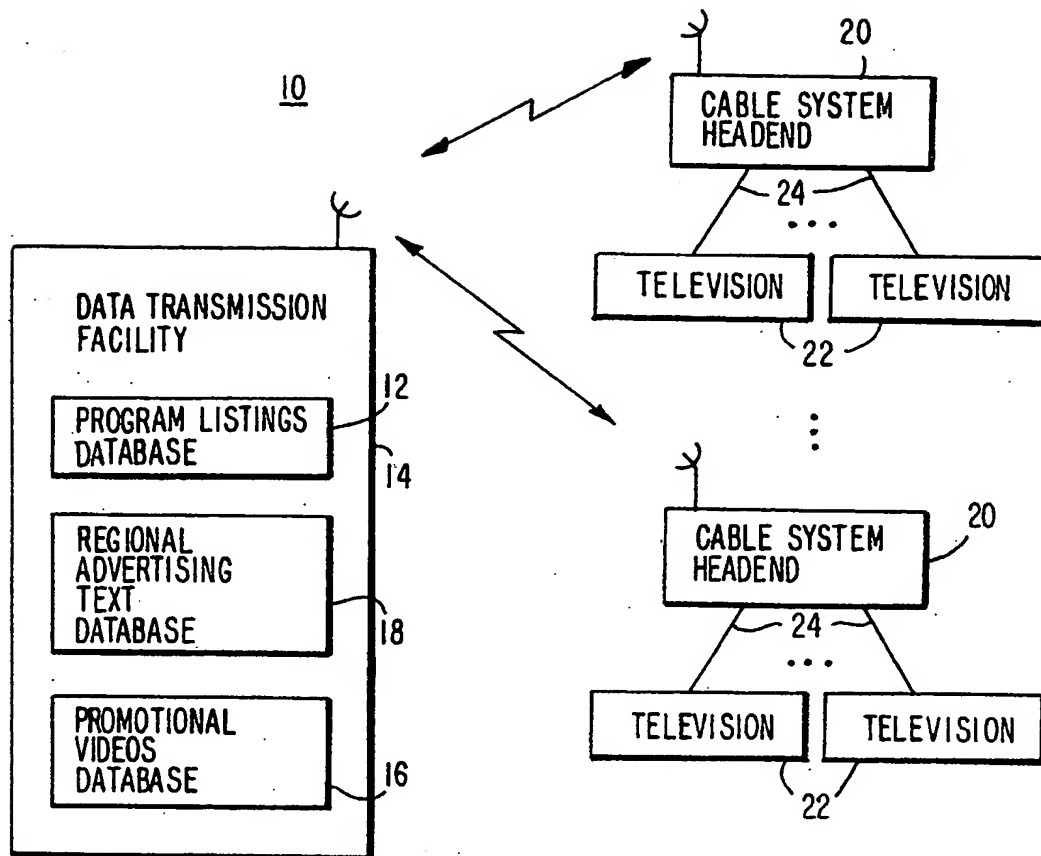 10
20
CABLE SYSTEM
HEADEND
24
TELEVISION
TELEVISION
22
DATA TRANSMISSION
FACILITY
12
PROGRAM LISTINGS
DATABASE
14
REGIONAL
ADVERTISING
TEXT
DATABASE
18
PROMOTIONAL
VIDEOS
DATABASE
16
CABLE SYSTEM
HEADEND
20
24
TELEVISION
TELEVISION
22